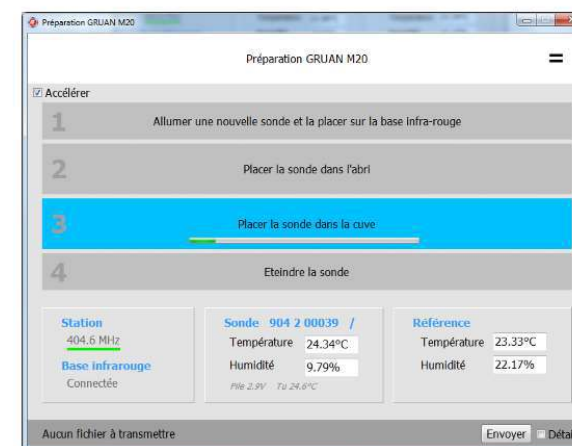 Préparation GRUAN M20
Préparation GRUAN M20
Accélérer
1 Allumer une nouvelle sonde et la placer sur la base infra-rouge
2 Placer la sonde dans l'abri
3 Placer la sonde dans la cuve
4 Eteindre la sonde
Station
404.6 MHz
Base infrarouge
Connectée
Sonde 904 2 00039 /
Température 24.34°C
Humidité 9.79%
Pile 2.9V Tu 24.6°C
Référence
Température 23.33°C
Humidité 22.17%
Aucun fichier à transmettre
Envoyer
Détai